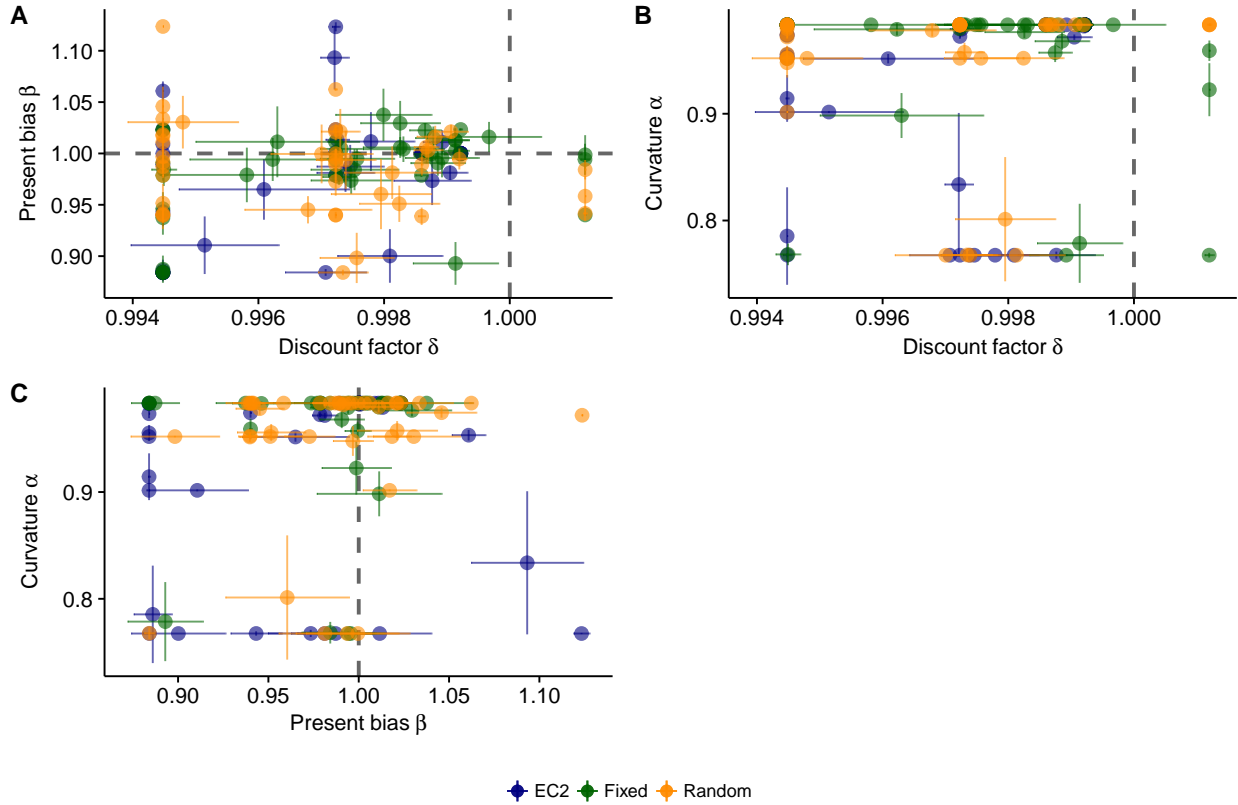 A
1.10
1.05
1.00
0.95
0.90
Present bias β
0.994 0.996 0.998 1.000
Discount factor δ
B
0.9
0.8
Curvature α
0.994 0.996 0.998 1.000
Discount factor δ
C
0.9
0.8
Curvature α
0.90 0.95 1.00 1.05 1.10
Present bias β
EC2 Fixed Random